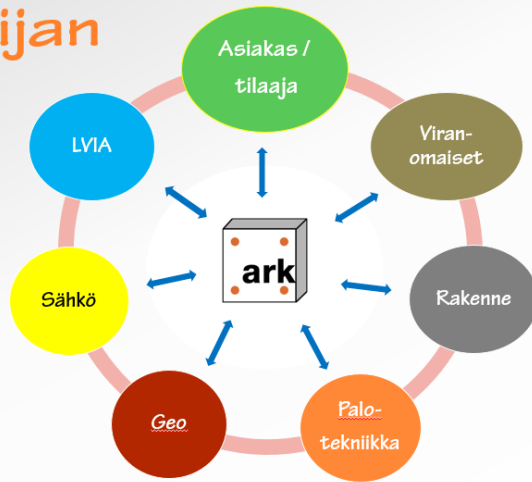 ijan
Asiakas /
tilaaja
Viran-
omaiset
Rakenne
Palo-
tekniikka
Geo
Sähkö
LVIA
ark